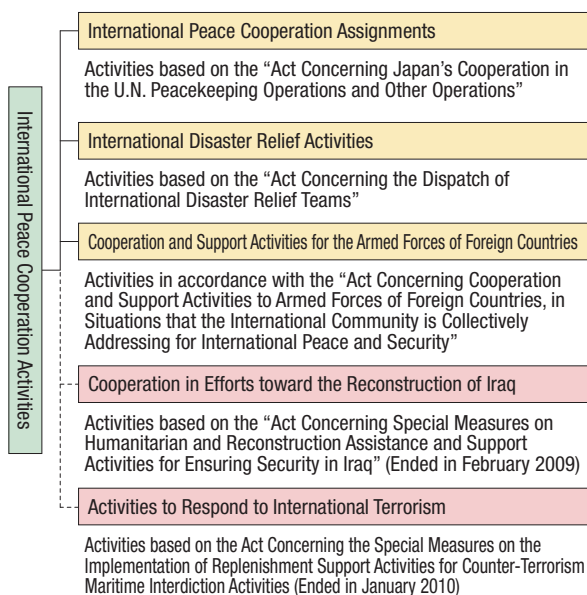 International Peace Cooperation Activities
International Peace Cooperation Assignments
Activities based on the “Act Concerning Japan’s Cooperation in
the U.N. Peacekeeping Operations and Other Operations”
International Disaster Relief Activities
Activities based on the “Act Concerning the Dispatch of
International Disaster Relief Teams”
Cooperation and Support Activities for the Armed Forces of Foreign Countries
Activities in accordance with the “Act Concerning Cooperation
and Support Activities to Armed Forces of Foreign Countries, in
Situations that the International Community is Collectively
Addressing for International Peace and Security”
Cooperation in Efforts toward the Reconstruction of Iraq
Activities based on the “Act Concerning Special Measures on
Humanitarian and Reconstruction Assistance and Support
Activities for Ensuring Security in Iraq” (Ended in February 2009)
Activities to Respond to International Terrorism
Activities based on the Act Concerning the Special Measures on the
Implementation of Replenishment Support Activities for Counter-Terrorism
Maritime Interdiction Activities (Ended in January 2010)